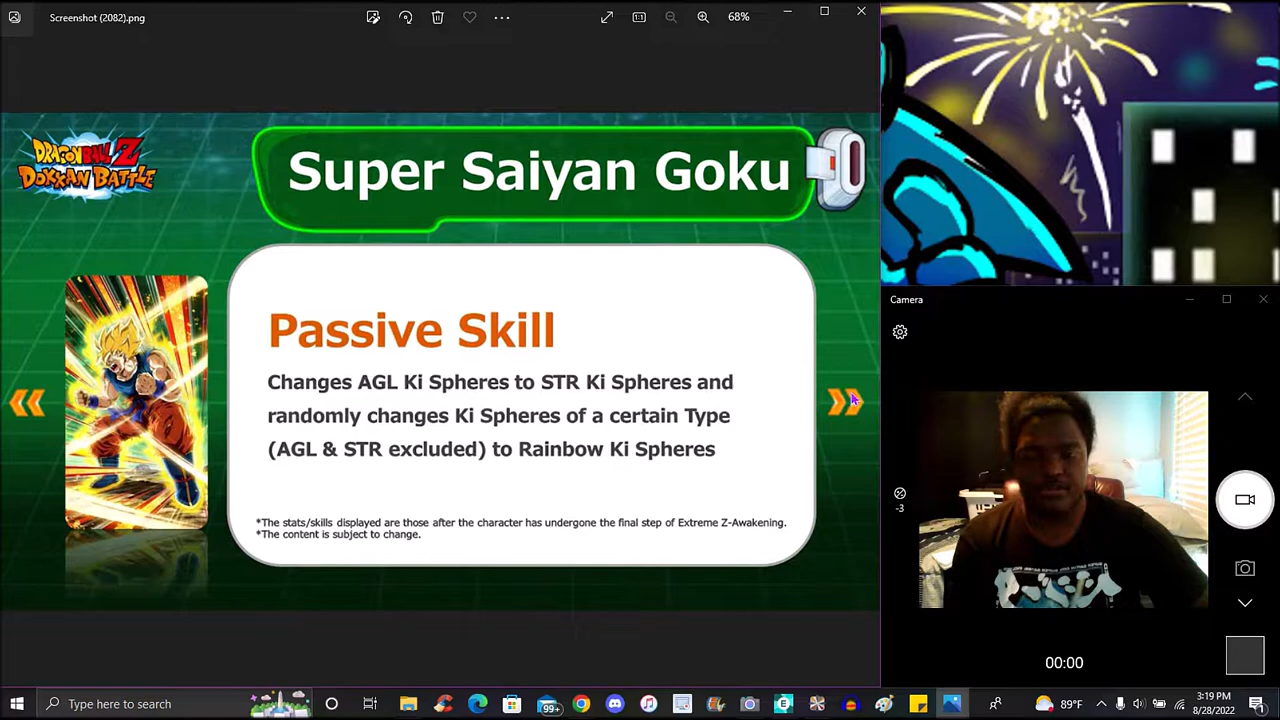 Screenshot (2082).png
68%
DRAGON BALL Z
DOKKAN BATTLE
Super Saiyan Goku
Passive Skill
Changes AGL Ki Spheres to STR Ki Spheres and
randomly changes Ki Spheres of a certain Type
(AGL & STR excluded) to Rainbow Ki Spheres
*The stats/skills displayed are those after the character has undergone the final step of Extreme Z-Awakening.
*The content is subject to change.
Camera
-3
00:00
Type here to search
99+
89°F
3:19 PM
8/28/2022